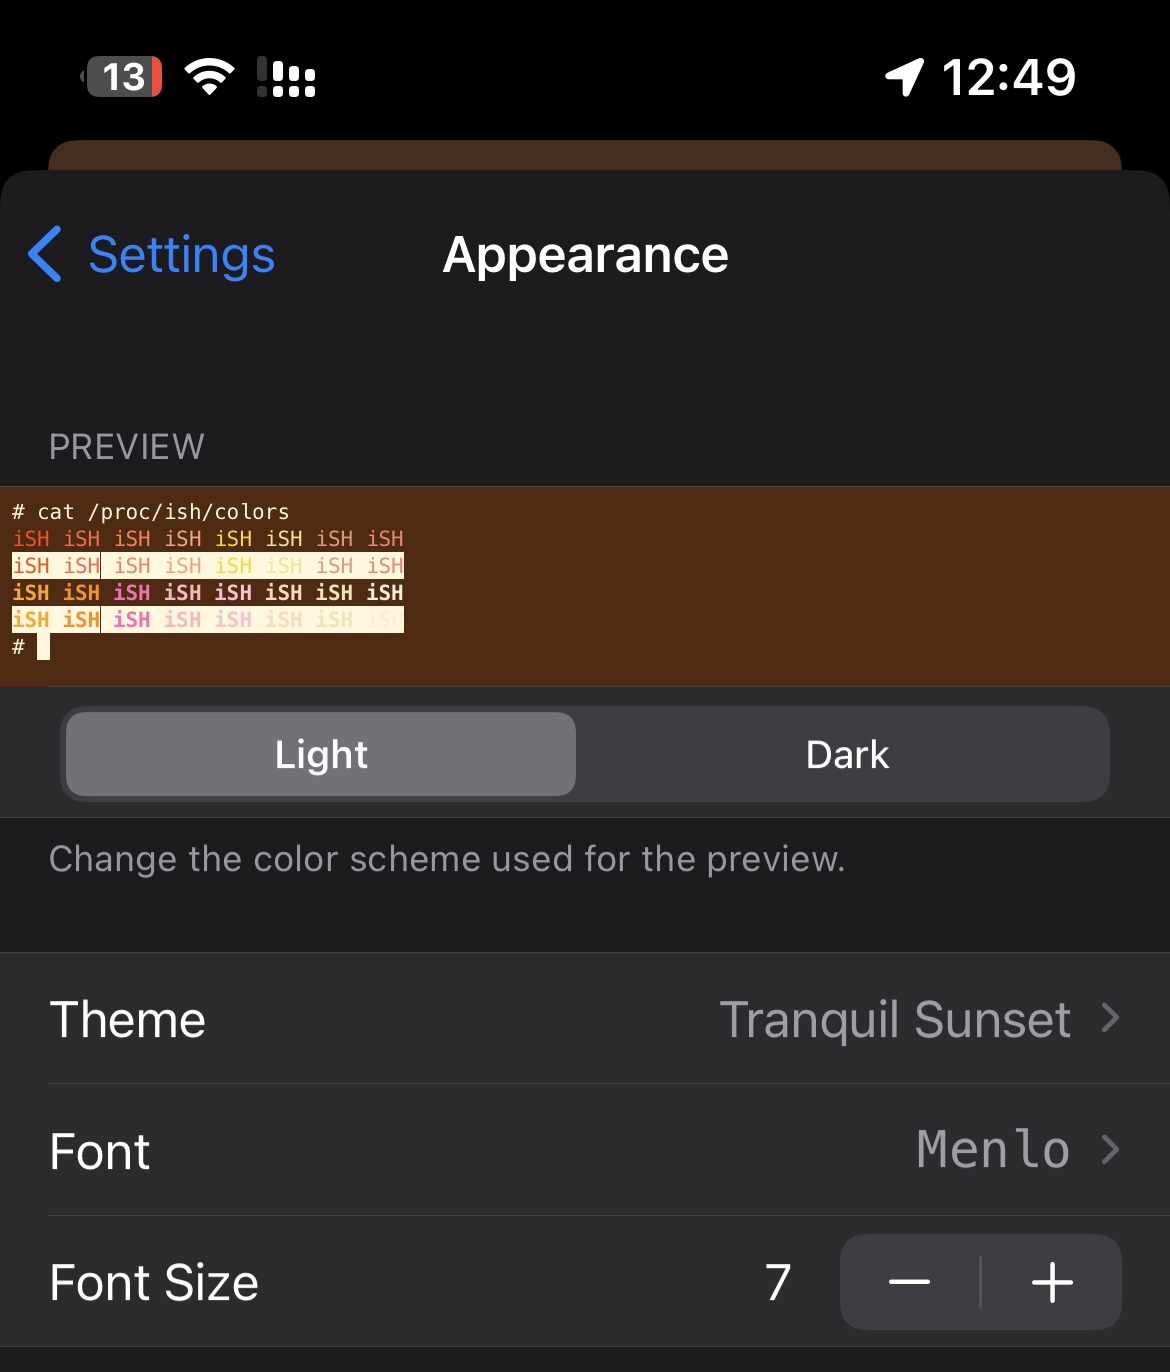 13 12:49
Settings Appearance
PREVIEW
# cat /proc/ish/colors
iSH iSH iSH iSH iSH iSH iSH iSH
iSH iSH iSH iSH iSH iSH iSH iSH
iSH iSH iSH iSH iSH iSH iSH iSH
iSH iSH iSH iSH iSH iSH iSH iSH
#
Light Dark
Change the color scheme used for the preview.
Theme Tranquil Sunset
Font Menlo
Font Size 7